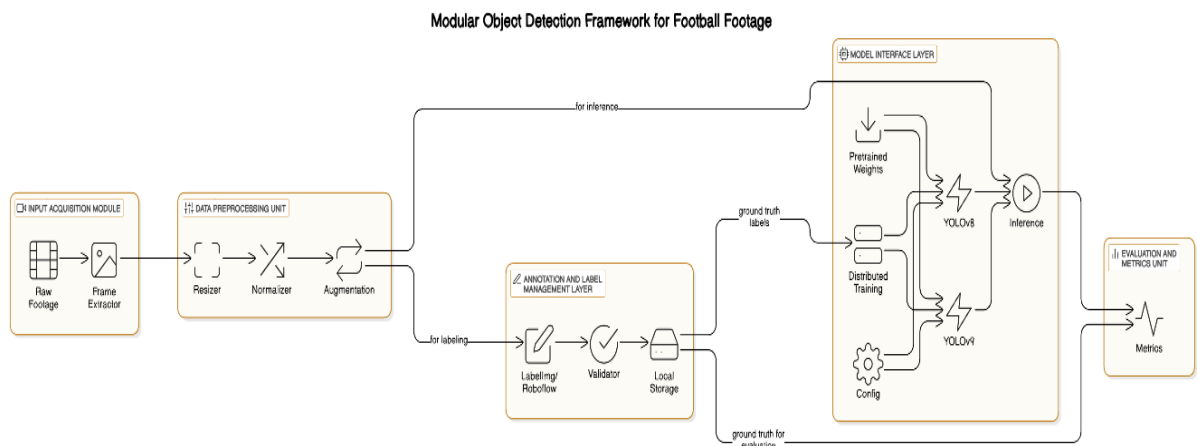 Modular Object Detection Framework for Football Footage
MODEL INTERFACE LAYER
for inference
Pretrained
Weights
INPUT ACQUISITION MODULE
DATA PREPROCESSING UNIT
ground truth
labels
YOLOv8
Inference
EVALUATION AND
METRICS UNIT
Raw
Footage
Frame
Extractor
Resizer
Normalizer
Augmentation
ANNOTATION AND LABEL
MANAGEMENT LAYER
Distributed
Training
for labeling
YOLOv9
Metrics
LabelImg/
Roboflow
Validator
Local
Storage
Config
ground truth for
evaluation